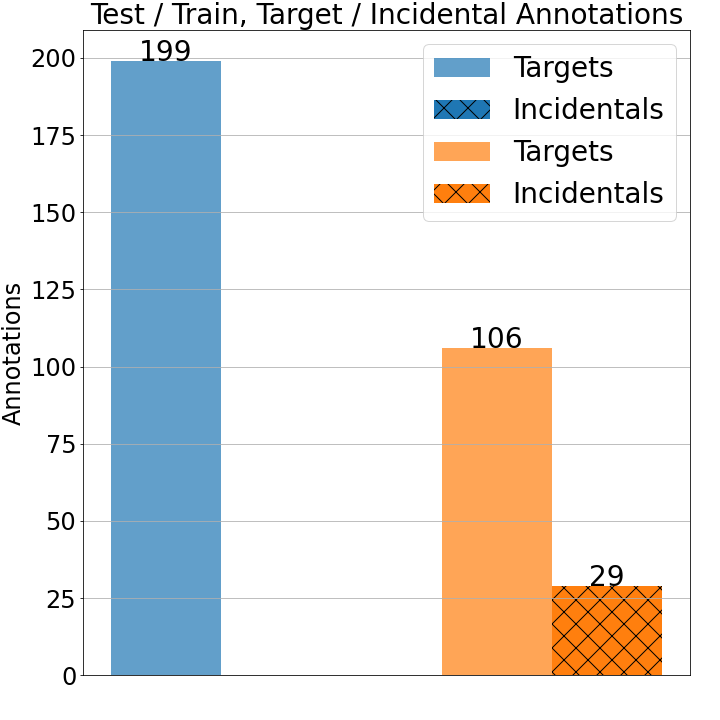 Test / Train, Target / Incidental Annotations
199
200
Targets
Incidentals
175
Targets
Incidentals
150
125
Annotations
106
100
75
50
29
25
0